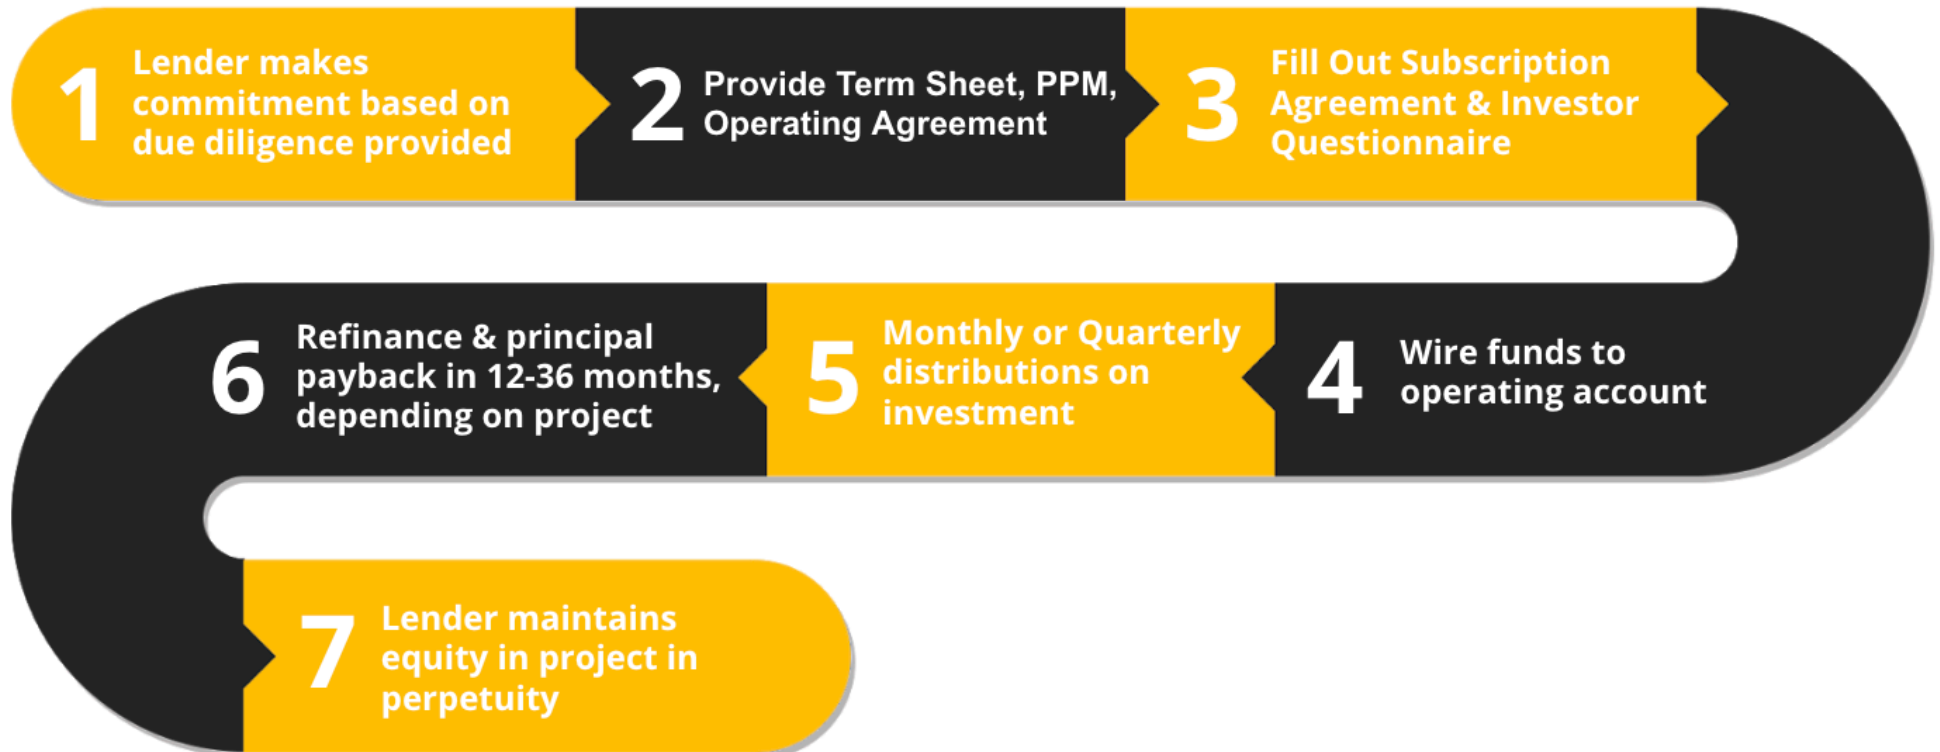 1
Lender makes
commitment based on
due diligence provided
2
Provide Term Sheet, PPM,
Operating Agreement
3
Fill Out Subscription
Agreement & Investor
Questionnaire
4
Wire funds to
operating account
5
Monthly or Quarterly
distributions on
investment
6
Refinance & principal
payback in 12-36 months,
depending on project
7
Lender maintains
equity in project in
perpetuity